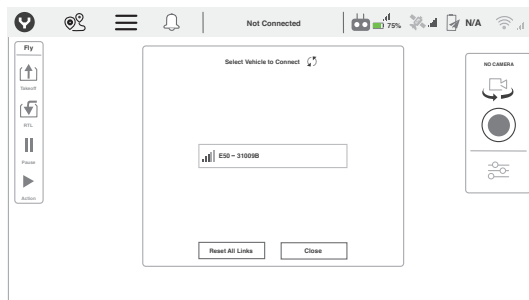 Not Connected
75%
N/A
Fly
Takeoff
RTL
Pause
Action
Select Vehicle to Connect
E50 – 31009B
Reset All Links
Close
NO CAMERA